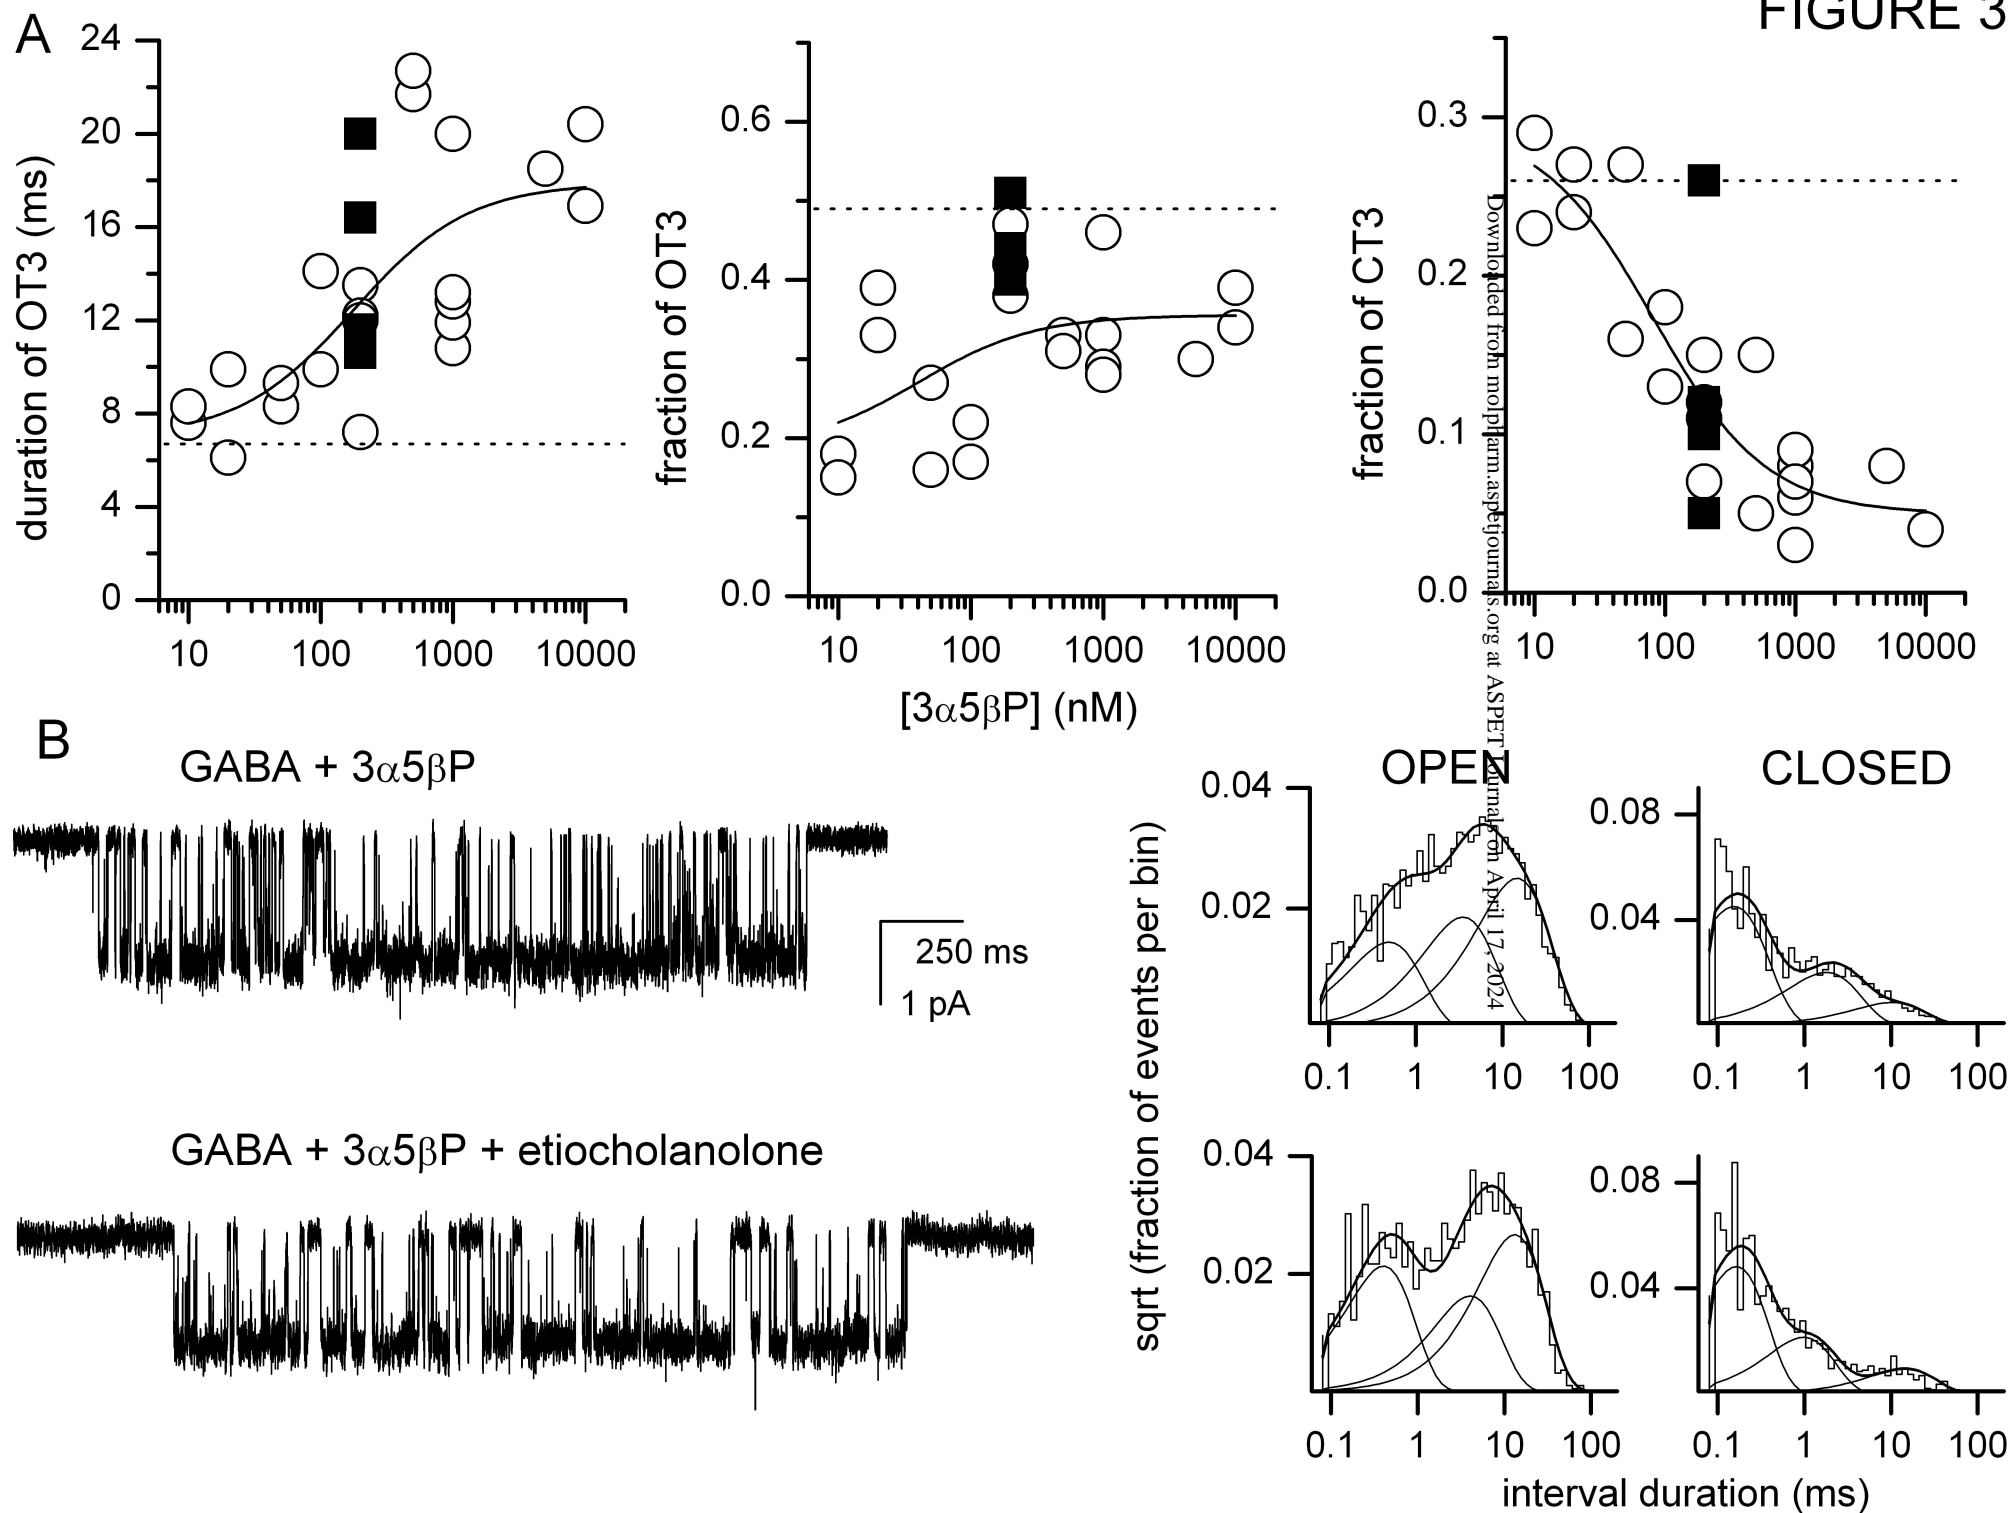 FIGURE 3
A
24
20
16
12
8
4
0
duration of OT3 (ms)
10 100 1000 10000
0.6
0.4
0.2
0.0
fraction of OT3
10 100 1000 10000
[3α5βP] (nM)
0.3
0.2
0.1
0.0
fraction of CT3
10 100 1000 10000
Downloaded from molpharm.aspetjournals.org at ASPET Journals on April 17, 2024
B
GABA + 3α5βP
250 ms
1 pA
GABA + 3α5βP + etiocholanolone
sqrt (fraction of events per bin)
OPEN
0.04
0.02
0.1 1 10 100
CLOSED
0.08
0.04
0.1 1 10 100
0.04
0.02
0.1 1 10 100
0.08
0.04
0.1 1 10 100
interval duration (ms)